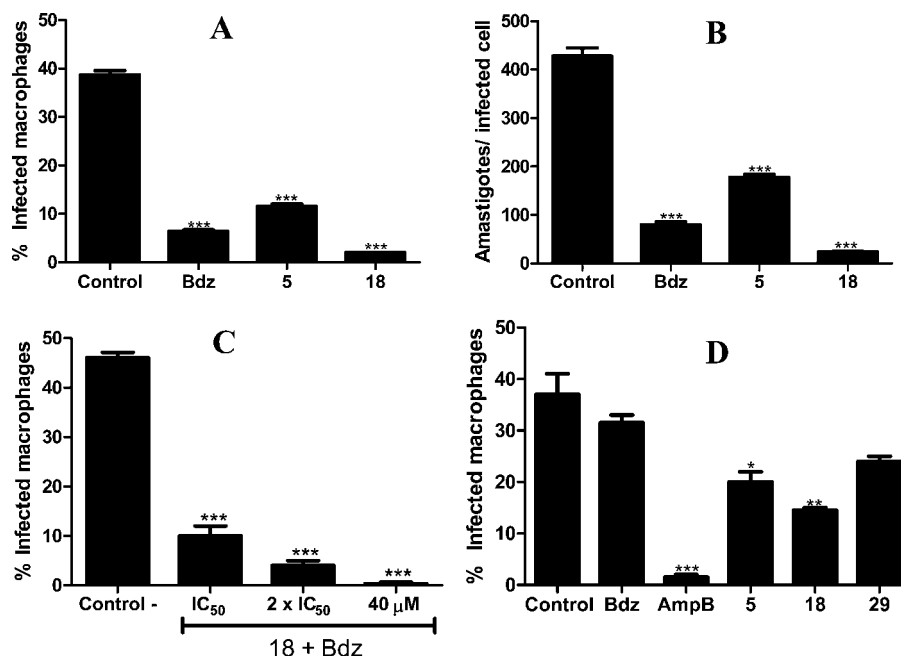 A
% Infected macrophages
50
40
30
20
10
0
***
***
***
Control Bdz 5 18
B
Amastigotes/ infected cell
500
400
300
200
100
0
***
***
***
Control Bdz 5 18
C
% Infected macrophages
50
40
30
20
10
0
***
***
***
Control - IC50 2 x IC50 40 µM
18 + Bdz
D
% Infected macrophages
50
40
30
20
10
0
***
*
**
Control Bdz AmpB 5 18 29